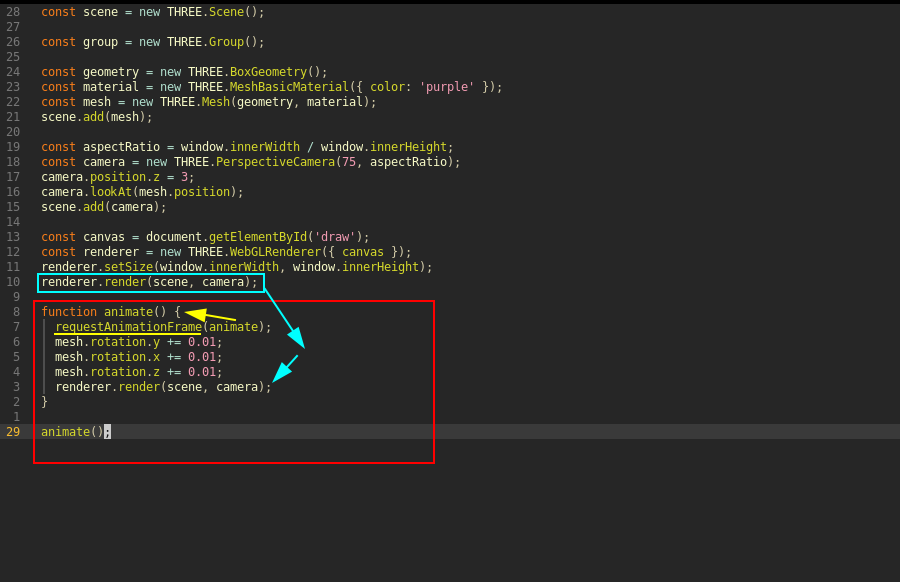 28 const scene = new THREE.Scene();
27
26 const group = new THREE.Group();
25
24 const geometry = new THREE.BoxGeometry();
23 const material = new THREE.MeshBasicMaterial({ color: 'purple' });
22 const mesh = new THREE.Mesh(geometry, material);
21 scene.add(mesh);
20
19 const aspectRatio = window.innerWidth / window.innerHeight;
18 const camera = new THREE.PerspectiveCamera(75, aspectRatio);
17 camera.position.z = 3;
16 camera.lookAt(mesh.position);
15 scene.add(camera);
14
13 const canvas = document.getElementById('draw');
12 const renderer = new THREE.WebGLRenderer({ canvas });
11 renderer.setSize(window.innerWidth, window.innerHeight);
10 renderer.render(scene, camera);
9
8 function animate() {
7 requestAnimationFrame(animate);
6 mesh.rotation.y += 0.01;
5 mesh.rotation.x += 0.01;
4 mesh.rotation.z += 0.01;
3 renderer.render(scene, camera);
2 }
1
29 animate();